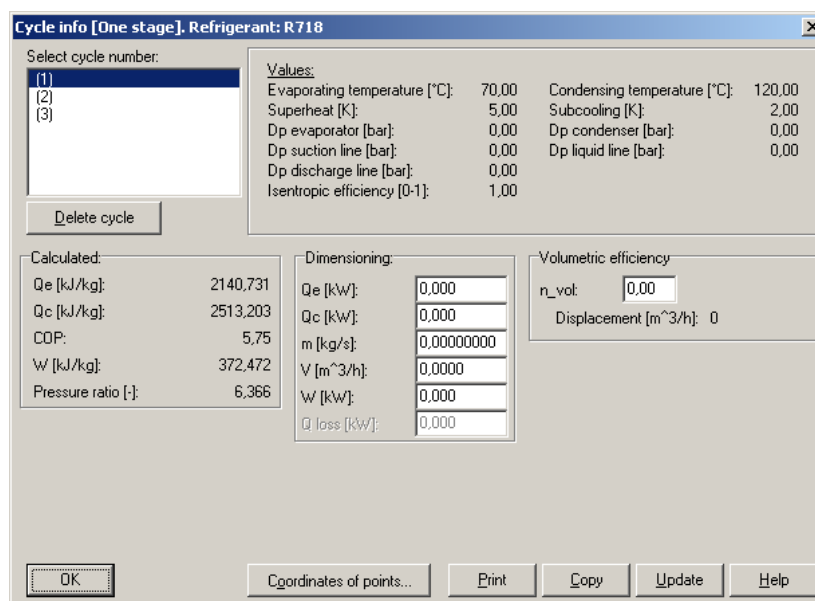 Cycle info [One stage]. Refrigerant: R718
Select cycle number:
(1)
(2)
(3)
Delete cycle
Values:
Evaporating temperature [°C]: 70,00 Condensing temperature [°C]: 120,00
Superheat [K]: 5,00 Subcooling [K]: 2,00
Dp evaporator [bar]: 0,00 Dp condenser [bar]: 0,00
Dp suction line [bar]: 0,00 Dp liquid line [bar]: 0,00
Dp discharge line [bar]: 0,00
Isentropic efficiency [0-1]: 1,00
Calculated:
Qe [kJ/kg]: 2140,731
Qc [kJ/kg]: 2513,203
COP: 5,75
W [kJ/kg]: 372,472
Pressure ratio [-]: 6,366
Dimensioning:
Qe [kW]: 0,000
Qc [kW]: 0,000
m [kg/s]: 0,00000000
V [m^3/h]: 0,0000
W [kW]: 0,000
Q loss [kW]: 0,000
Volumetric efficiency
n_vol: 0,00
Displacement [m^3/h]: 0
OK Coordinates of points... Print Copy Update Help